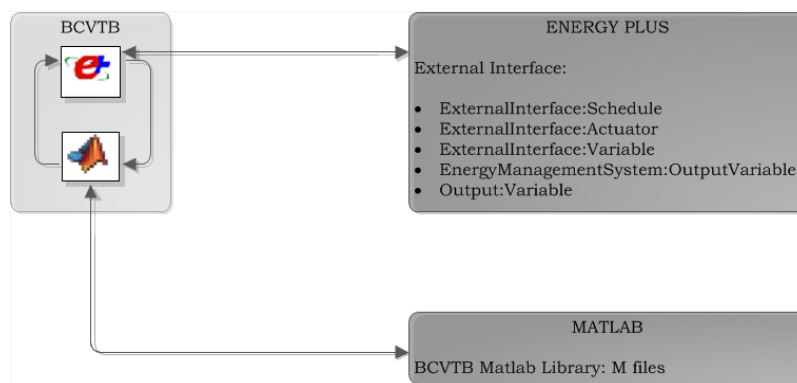 BCVTB
e+
ENERGY PLUS
External Interface:
• ExternalInterface:Schedule
• ExternalInterface:Actuator
• ExternalInterface:Variable
• EnergyManagementSystem:OutputVariable
• Output:Variable
MATLAB
BCVTB Matlab Library: M files